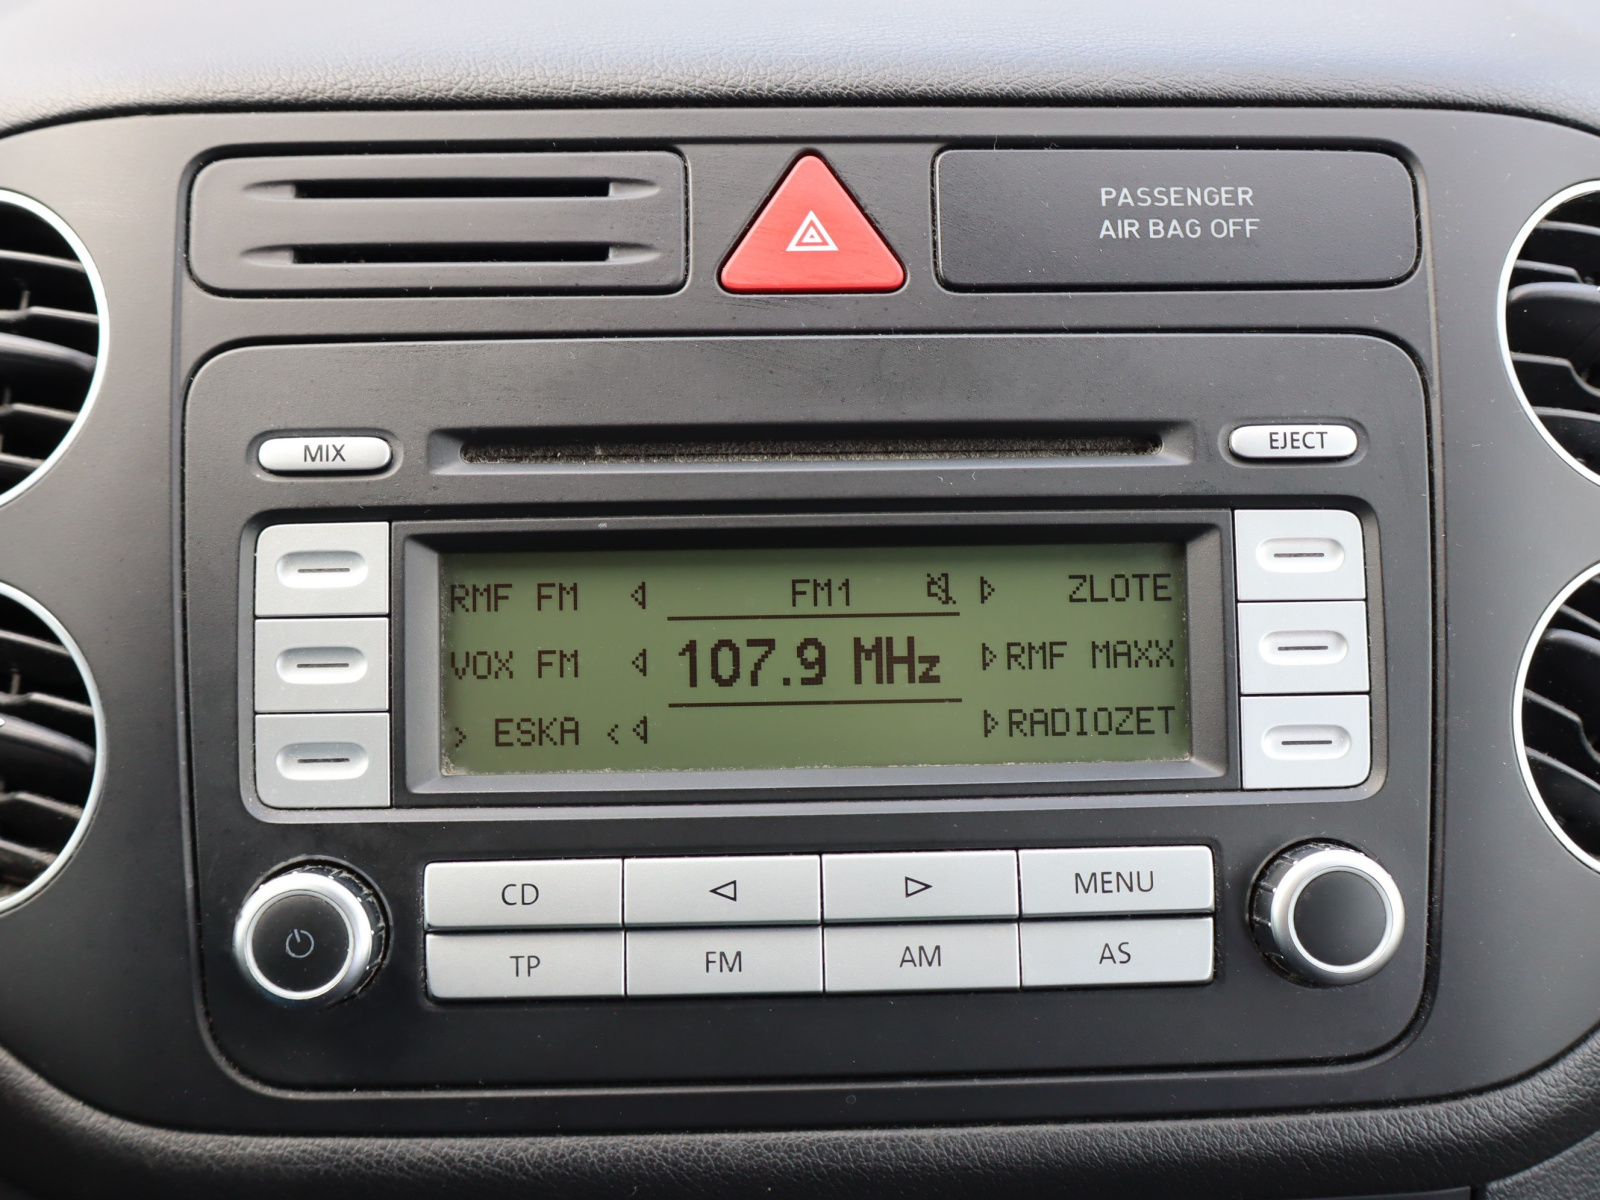 PASSENGER
AIR BAG OFF
MIX
EJECT
RMF FM FM1 ZLOTE
VOX FM 107.9 MHz RMF MAXX
> ESKA < RADIOZET
CD MENU
TP FM AM AS